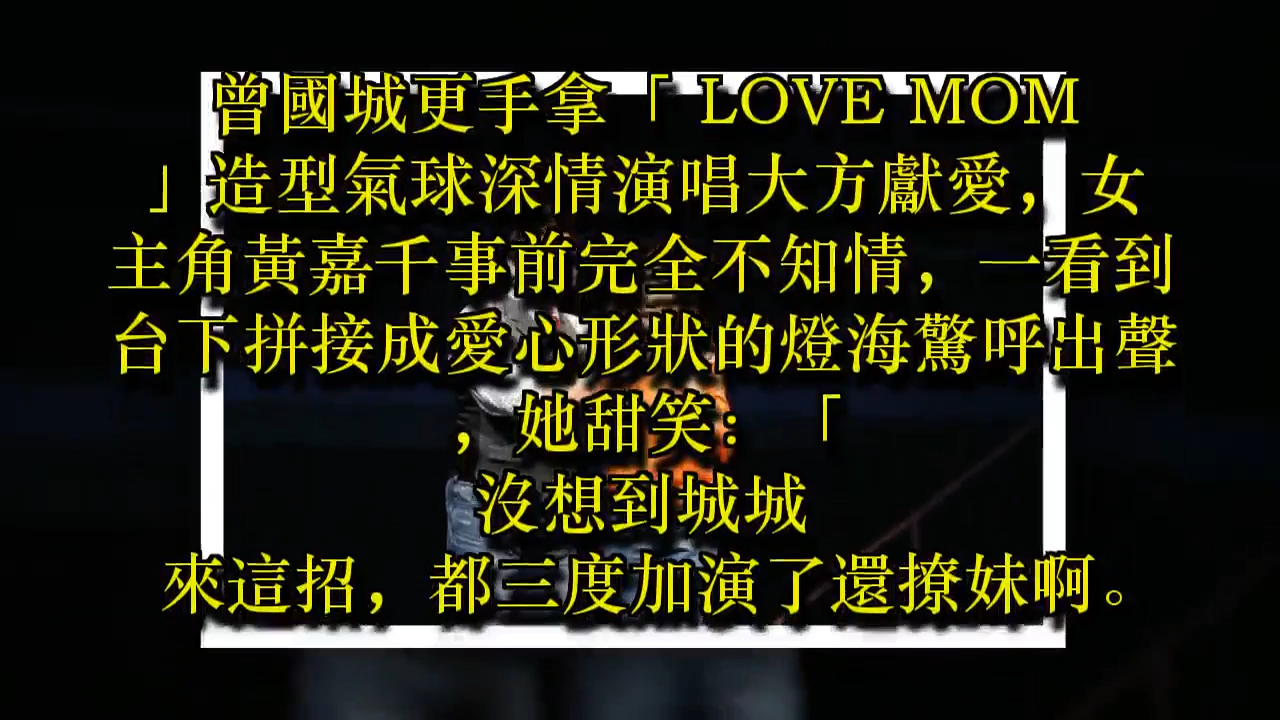 曾國城更手拿「 LOVE MOM
」造型氣球深情演唱大方獻愛，女
主角黃嘉千事前完全不知情，一看到
台下拼接成愛心形狀的燈海驚呼出聲
，她甜笑：「
沒想到城城
來這招，都三度加演了還撩妹啊。